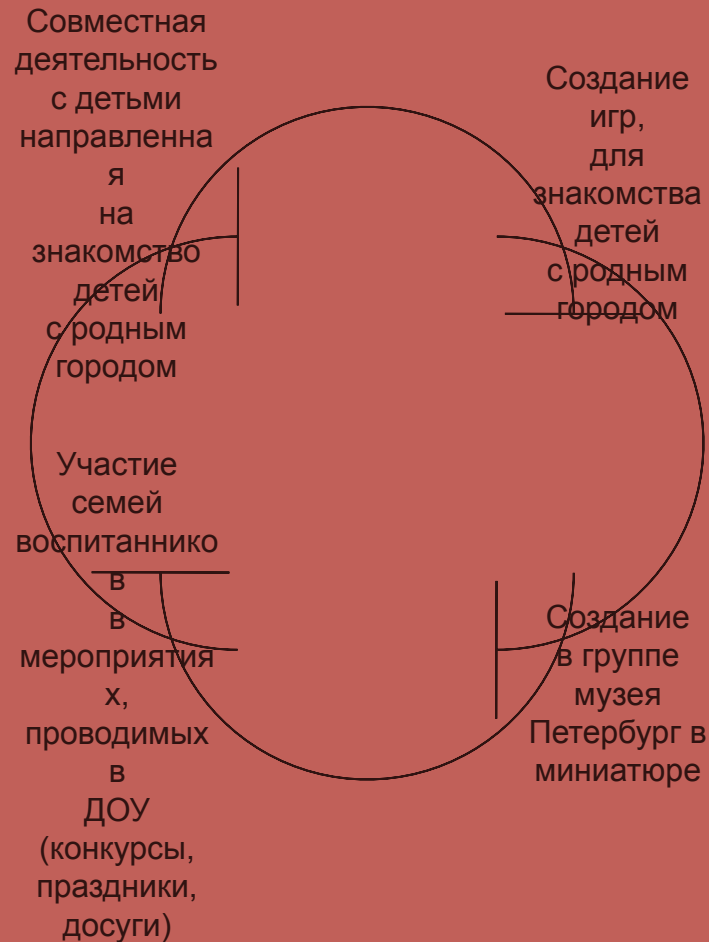 Совместная
деятельность
с детьми
направленна
я
на
знакомство
детей
с родным
городом
Создание
игр,
для
знакомства
детей
с родным
городом
Участие
семей
воспитаннико
в
в
мероприятия
х,
проводимых
в
ДОУ
(конкурсы,
праздники,
досуги)
Создание
в группе
музея
Петербург в
миниатюре